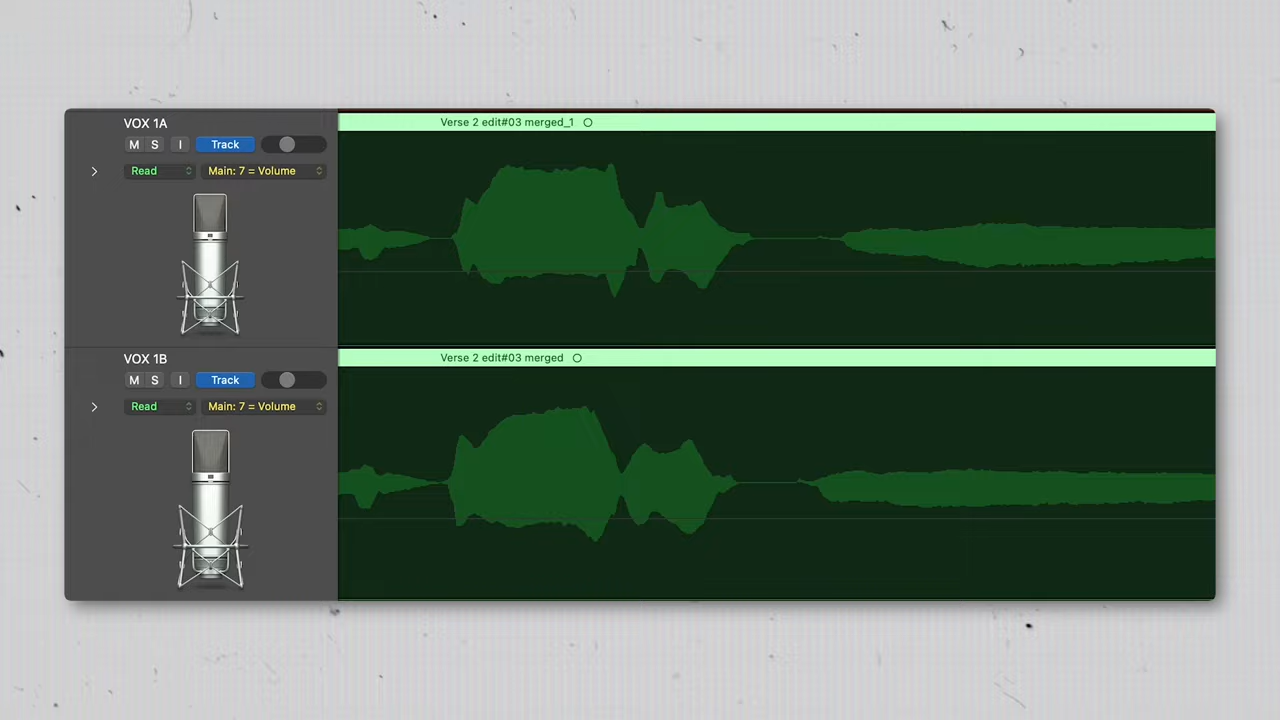 VOX 1A
M S I Track
Read Main: 7 = Volume
Verse 2 edit#03 merged_1
VOX 1B
M S I Track
Read Main: 7 = Volume
Verse 2 edit#03 merged